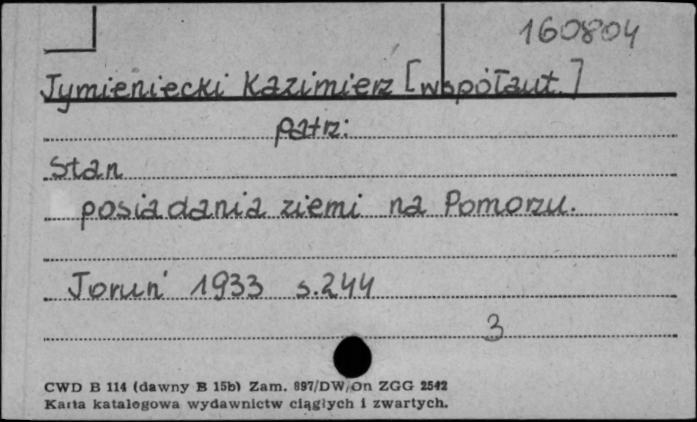 160804
Tymieniecki Kazimierz [współaut.]
patrz:
Stan
posiadania ziemi na Pomorzu.
Toruń 1933 s.244
3
CWD B 114 (dawny B 15b) Zam. 897/DW/On ZGG 2542
Karta katalogowa wydawnictw ciągłych i zwartych.